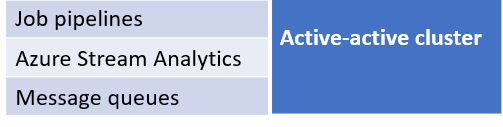 Job pipelines
Azure Stream Analytics
Message queues
Active-active cluster